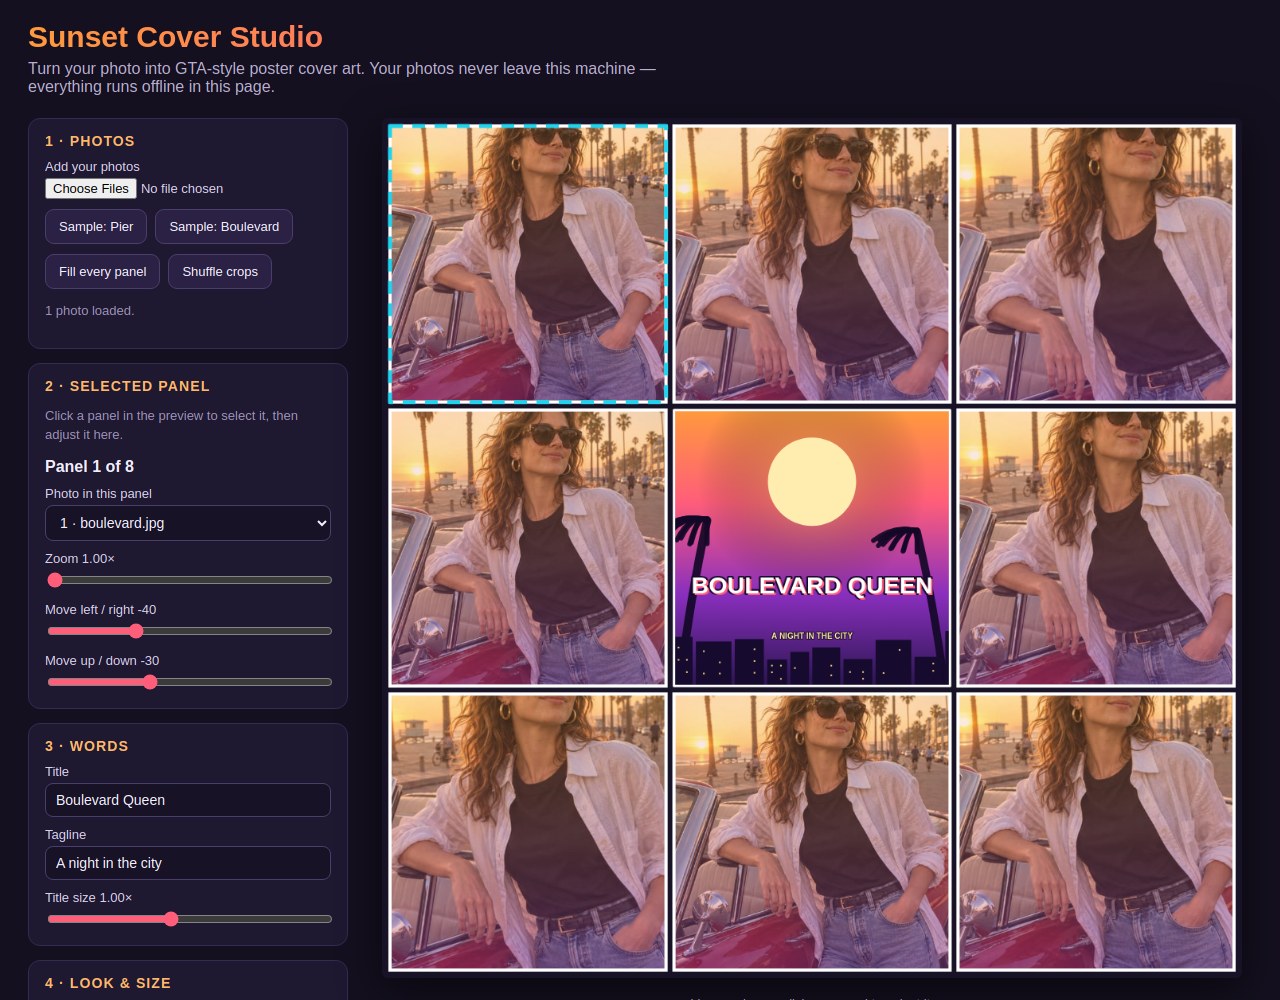 Sunset Cover Studio
Turn your photo into GTA-style poster cover art. Your photos never leave this machine —
everything runs offline in this page.
1 · PHOTOS
Add your photos
Choose Files No file chosen
Sample: Pier
Sample: Boulevard
Fill every panel
Shuffle crops
1 photo loaded.
2 · SELECTED PANEL
Click a panel in the preview to select it, then
adjust it here.
Panel 1 of 8
Photo in this panel
1 · boulevard.jpg
Zoom 1.00×
Move left / right -40
Move up / down -30
3 · WORDS
Title
Boulevard Queen
Tagline
A night in the city
Title size 1.00×
4 · LOOK & SIZE
BOULEVARD QUEEN
A NIGHT IN THE CITY